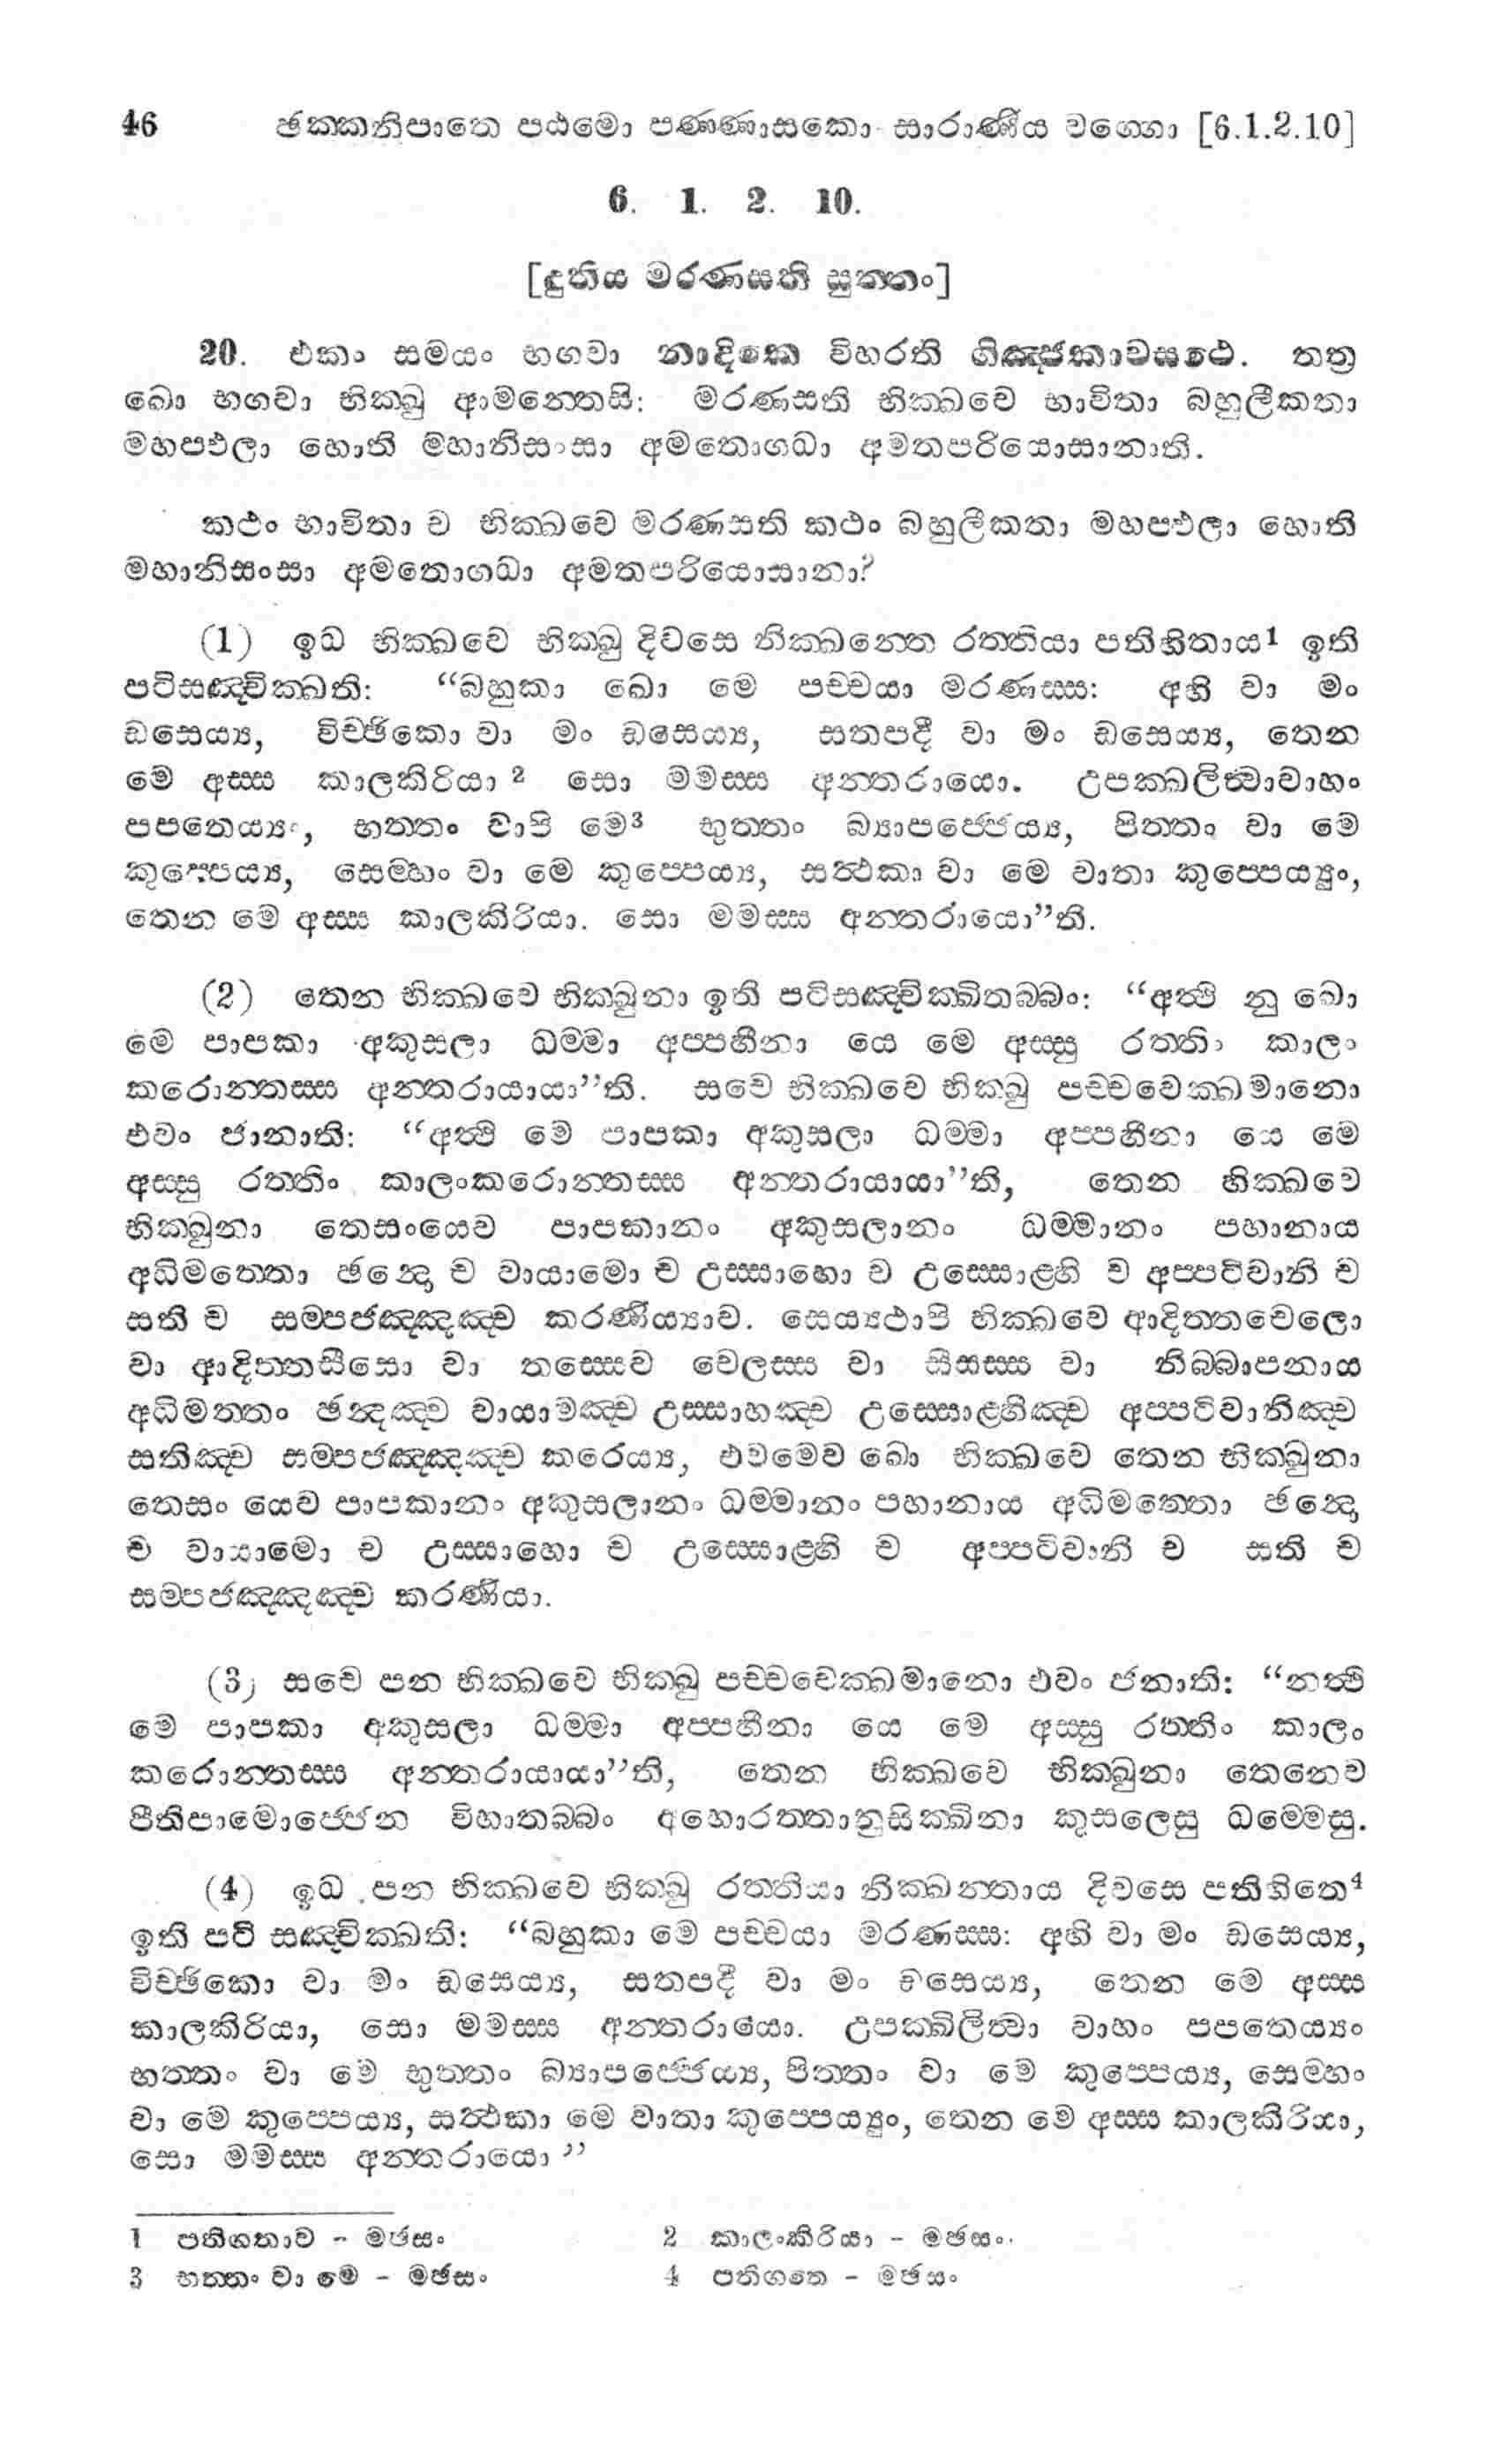 46 ඡක්කනිපාතෙ පඨමො පණ්ණාසකො සාරාණීය වග්ගො [6.1.2.10]
6. 1. 2. 10.
[දුතිය මරණසති සුත්තං]
20. එකං සමයං භගවා නාදිකෙ විහරති ගිඤ්ජකාවසථෙ. තත්‍ර
ඛො භගවා භික්ඛු ආමන්තෙසි: මරණසති භික්ඛවෙ භාවිතා බහුලීකතා
මහප්ඵලා හොති මහානිසංසා අමතොගධා අමතපරියොසානාති.
කථං භාවිතා ච භික්ඛවෙ මරණසති කථං බහුලීකතා මහප්ඵලා හොති
මහානිසංසා අමතොගධා අමතපරියොසානා?
(1) ඉධ භික්ඛවෙ භික්ඛු දිවසෙ නික්ඛන්තෙ රත්තියා පතිහිතාය1 ඉති
පටිසඤ්චික්ඛති: “බහුකා ඛො මෙ පච්චයා මරණස්ස: අහි වා මං
ඩසෙය්‍ය, විච්ඡිකො වා මං ඩසෙය්‍ය, සතපදී වා මං ඩසෙය්‍ය, තෙන
මෙ අස්ස කාලකිරියා 2 සො මමස්ස අන්තරායො. උපක්ඛලිත්‍වාවාහං
පපතෙය්‍යං, භත්තං වාපි මෙ3 භුත්තං බ්‍යාපජ්ජෙය්‍ය, පිත්තං වා මෙ
කුප්පෙය්‍ය, සෙම්හං වා මෙ කුප්පෙය්‍ය, සත්‍ථකා වා මෙ වාතා කුප්පෙය්‍යුං,
තෙන මෙ අස්ස කාලකිරියා. සො මමස්ස අන්තරායො”ති.
(2) තෙන භික්ඛවෙ භික්ඛුනා ඉති පටිසඤ්චික්ඛිතබ්බං: “අත්‍ථි නු ඛො
මෙ පාපකා අකුසලා ධම්මා අප්පහීනා යෙ මෙ අස්සු රත්තිං කාලං
කරොන්තස්ස අන්තරායායා”ති. සචෙ භික්ඛවෙ භික්ඛු පච්චවෙක්ඛමානො
එවං ජානාති: “අත්‍ථි මෙ පාපකා අකුසලා ධම්මා අප්පහීනා යෙ මෙ
අස්සු රත්තිං කාලංකරොන්තස්ස අන්තරායායා”ති, තෙන භික්ඛවෙ
භික්ඛුනා තෙසංයෙව පාපකානං අකුසලානං ධම්මානං පහානාය
අධිමත්තො ඡන්‍දො ච වායාමො ච උස්සාහො ච උස්සොළ්හි ච අප්පටිවානි ච
සති ච සම්පජඤ්ඤඤ්ච කරණීය්‍යාව. සෙය්‍යථාපි භික්ඛවෙ ආදිත්තචෙලො
වා ආදිත්තසීසො වා තස්සෙව චෙලස්ස වා සීසස්ස වා නිබ්බාපනාය
අධිමත්තං ඡන්‍දඤ්ච වායාමඤ්ච උස්සාහඤ්ච උස්සොළ්හිඤ්ච අප්පටිවානිඤ්ච
සතිඤ්ච සම්පජඤ්ඤඤ්ච කරෙය්‍ය, එවමෙව ඛො භික්ඛවෙ තෙන භික්ඛුනා
තෙසං යෙව පාපකානං අකුසලානං ධම්මානං පහානාය අධිමත්තො ඡන්‍දො
ච වායාමො ච උස්සාහො ච උස්සොළ්හි ච අප්පටිවානි ච සති ච
සම්පජඤ්ඤඤ්ච කරණීයා.
(3) සචෙ පන භික්ඛවෙ භික්ඛු පච්චවෙක්ඛමානො එවං ජනාති: “නත්‍ථි
මෙ පාපකා අකුසලා ධම්මා අප්පහීනා යෙ මෙ අස්සු රත්තිං කාලං
කරොන්තස්ස අන්තරායායා”ති, තෙන භික්ඛවෙ භික්ඛුනා තෙනෙව
පීතිපාමොජ්ජෙන විහාතබ්බං අහොරත්තානුසික්ඛිනා කුසලෙසු ධම්මෙසු.
(4) ඉධ පන භික්ඛවෙ භික්ඛු රත්තියා නික්ඛන්තාය දිවසෙ පතිහිතෙ4
ඉති පටි සඤ්චික්ඛති: “බහුකා මෙ පච්චයා මරණස්ස: අහි වා මං ඩසෙය්‍ය,
විච්ඡිකො වා මං ඩසෙය්‍ය, සතපදී වා මං ඩසෙය්‍ය, තෙන මෙ අස්ස
කාලකිරියා, සො මමස්ස අන්තරායො. උපක්ඛිලිත්‍වා වාහං පපතෙය්‍යං
භත්තං වා මෙ භුත්තං බ්‍යාපජ්ජෙය්‍ය, පිත්තං වා මෙ කුප්පෙය්‍ය, සෙම්හං
වා මෙ කුප්පෙය්‍ය, සත්‍ථකා මෙ වාතා කුප්පෙය්‍යුං, තෙන මෙ අස්ස කාලකිරියා,
සො මමස්ස අන්තරායො ”
1 පතිගතාව - මඡසං
2 කාලංකිරියා - මඡසං.
3 භත්තං වා මෙ - මඡසං
4 පතිගතෙ - මඡසං